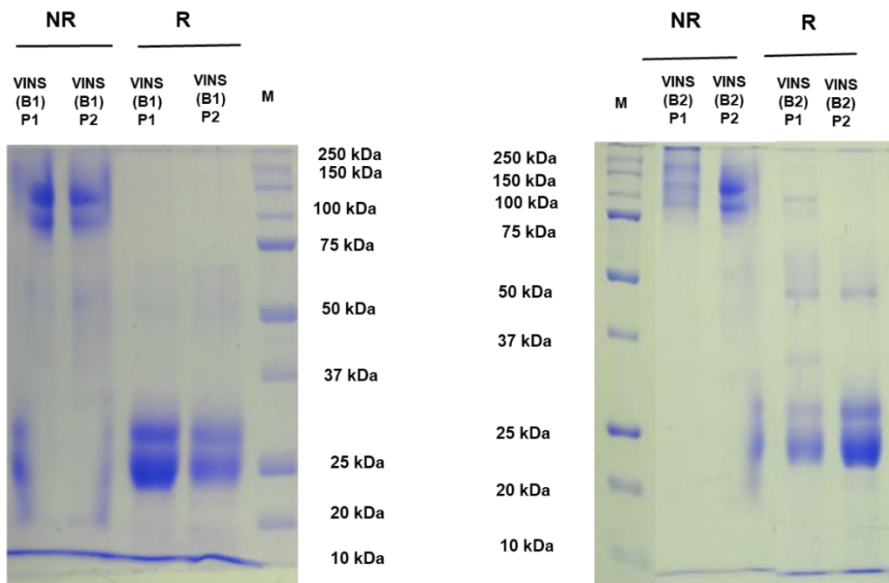 NR R
VINS VINS VINS VINS
(B1) (B1) (B1) (B1)
P1 P2 P1 P2
M
250 kDa
150 kDa
100 kDa
75 kDa
50 kDa
37 kDa
25 kDa
20 kDa
10 kDa
NR R
VINS VINS VINS VINS
(B2) (B2) (B2) (B2)
P1 P2 P1 P2
M
250 kDa
150 kDa
100 kDa
75 kDa
50 kDa
37 kDa
25 kDa
20 kDa
10 kDa